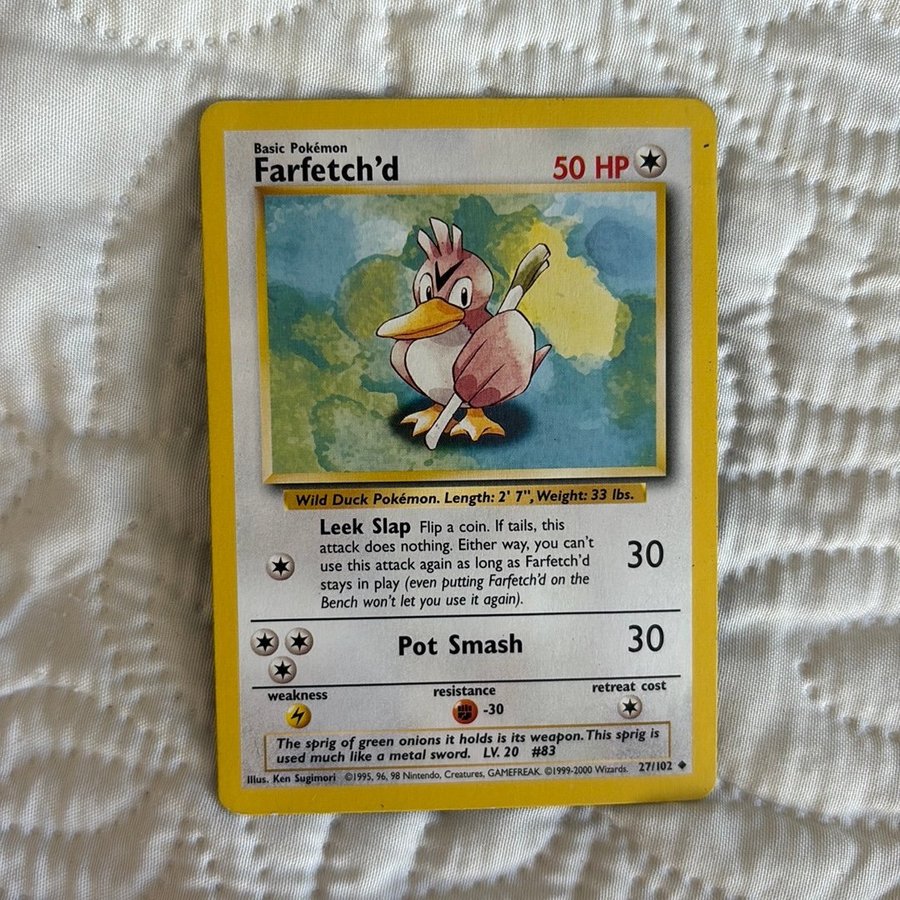 Basic Pokémon
Farfetch'd 50 HP
Wild Duck Pokémon. Length: 2' 7", Weight: 33 lbs.
Leek Slap Flip a coin. If tails, this
attack does nothing. Either way, you can't
use this attack again as long as Farfetch'd
stays in play (even putting Farfetch'd on the
Bench won't let you use it again).
30
Pot Smash 30
weakness resistance retreat cost
-30
The sprig of green onions it holds is its weapon. This sprig is
used much like a metal sword. LV. 20 #83
Illus. Ken Sugimori ©1995, 96, 98 Nintendo, Creatures, GAMEFREAK. ©1999-2000 Wizards. 27/102